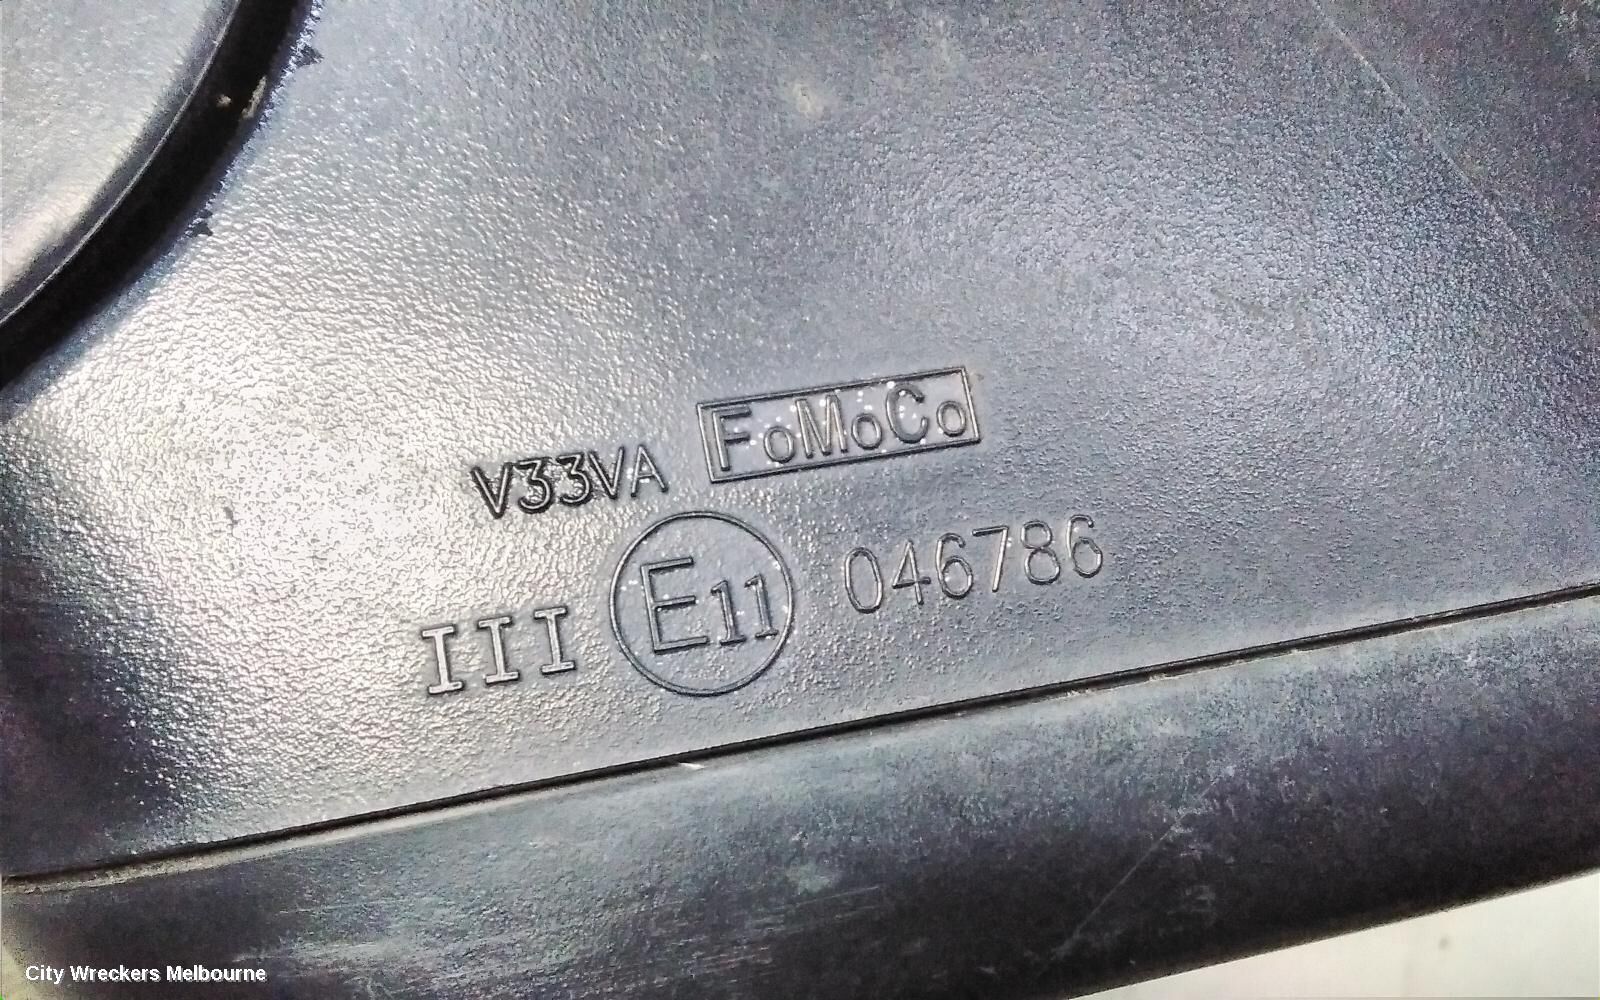 V33VA FoMoCo
III E11 046786
City Wreckers Melbourne